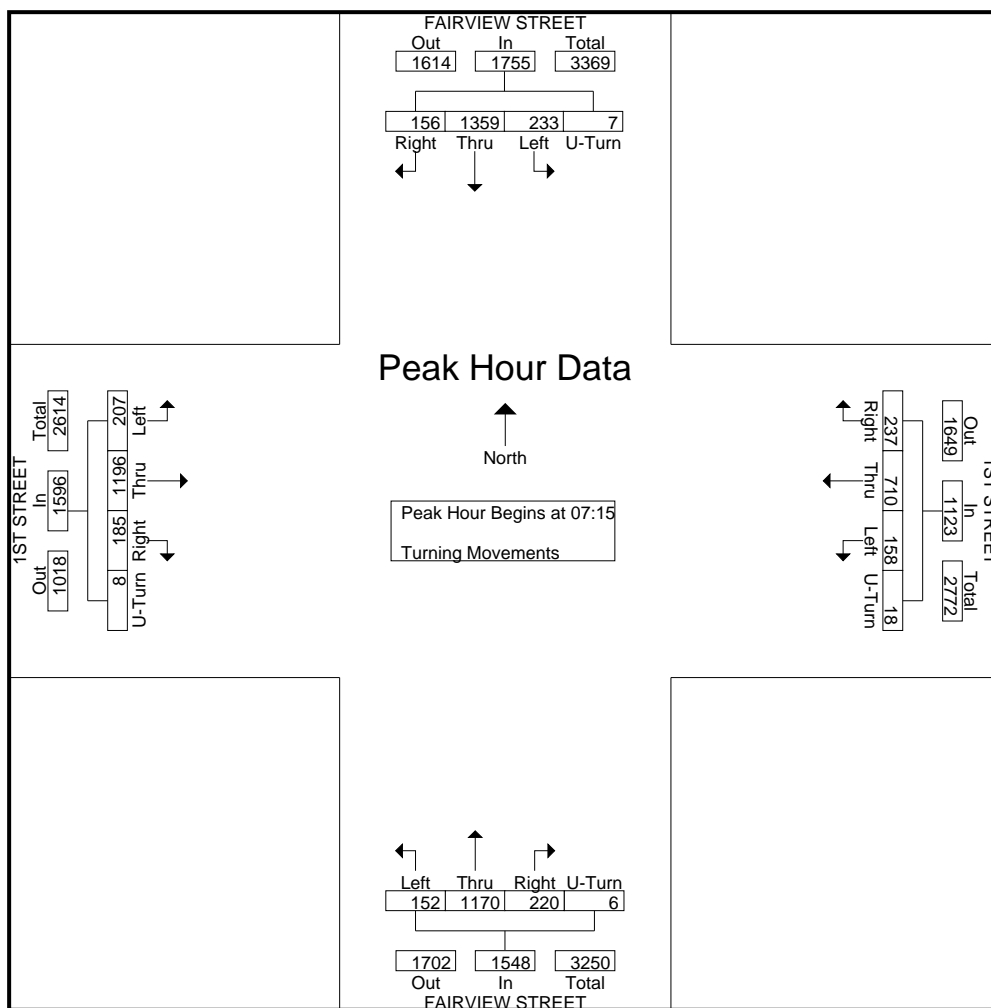 FAIRVIEW STREET
Out In Total
1614 1755 3369
156 1359 233 7
Right Thru Left U-Turn
Peak Hour Data
North
Peak Hour Begins at 07:15
Turning Movements
1ST STREET
Out In Total
1018 1596 2614
Left Thru Right U-Turn
207 1196 185 8
1ST STREET
Out In Total
1649 1123 2772
237 710 158 18
Right Thru Left U-Turn
Left Thru Right U-Turn
152 1170 220 6
1702 1548 3250
Out In Total
FAIRVIEW STREET